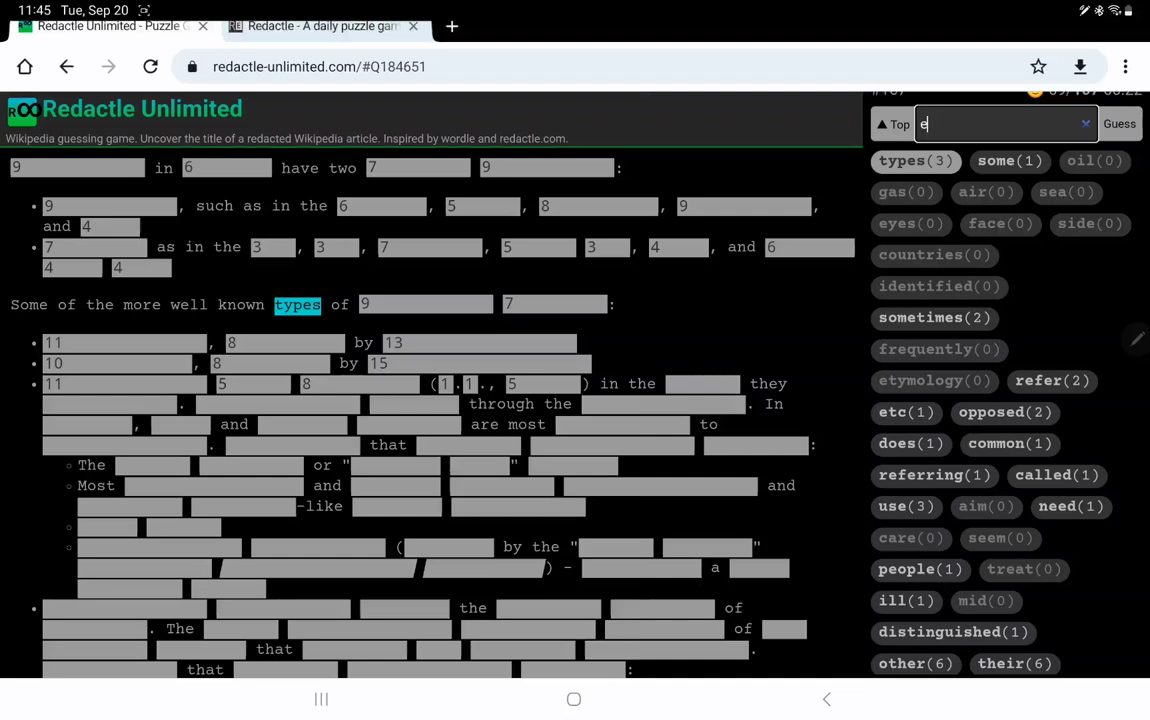 11:45 Tue, Sep 20
Redactle Unlimited - Puzzle G
Redactle - A daily puzzle gam
redactle-unlimited.com/#Q184651
Redactle Unlimited
Wikipedia guessing game. Uncover the title of a redacted Wikipedia article. Inspired by wordle and redactle.com.
Top e Guess
types(3) some(1) oil(0)
gas(0) air(0) sea(0)
eyes(0) face(0) side(0)
countries(0)
identified(0)
sometimes(2)
frequently(0)
etymology(0) refer(2)
etc(1) opposed(2)
does(1) common(1)
referring(1) called(1)
use(3) aim(0) need(1)
care(0) seem(0)
people(1) treat(0)
ill(1) mid(0)
distinguished(1)
other(6) their(6)
9 in 6 have two 7 9 :
9 , such as in the 6 , 5 , 8 , 9 ,
and 4
7 as in the 3 , 3 , 7 , 5 3 , 4 , and 6
4 4
Some of the more well known types of 9 7 :
11 , 8 by 13
10 , 8 by 15
11 5 8 (1.1., 5 ) in the they
. through the . In
, and are most to
. that :
The or " "
Most and and
-like
( by the " "
/ / ) - a
the of
. The of
that .
that :